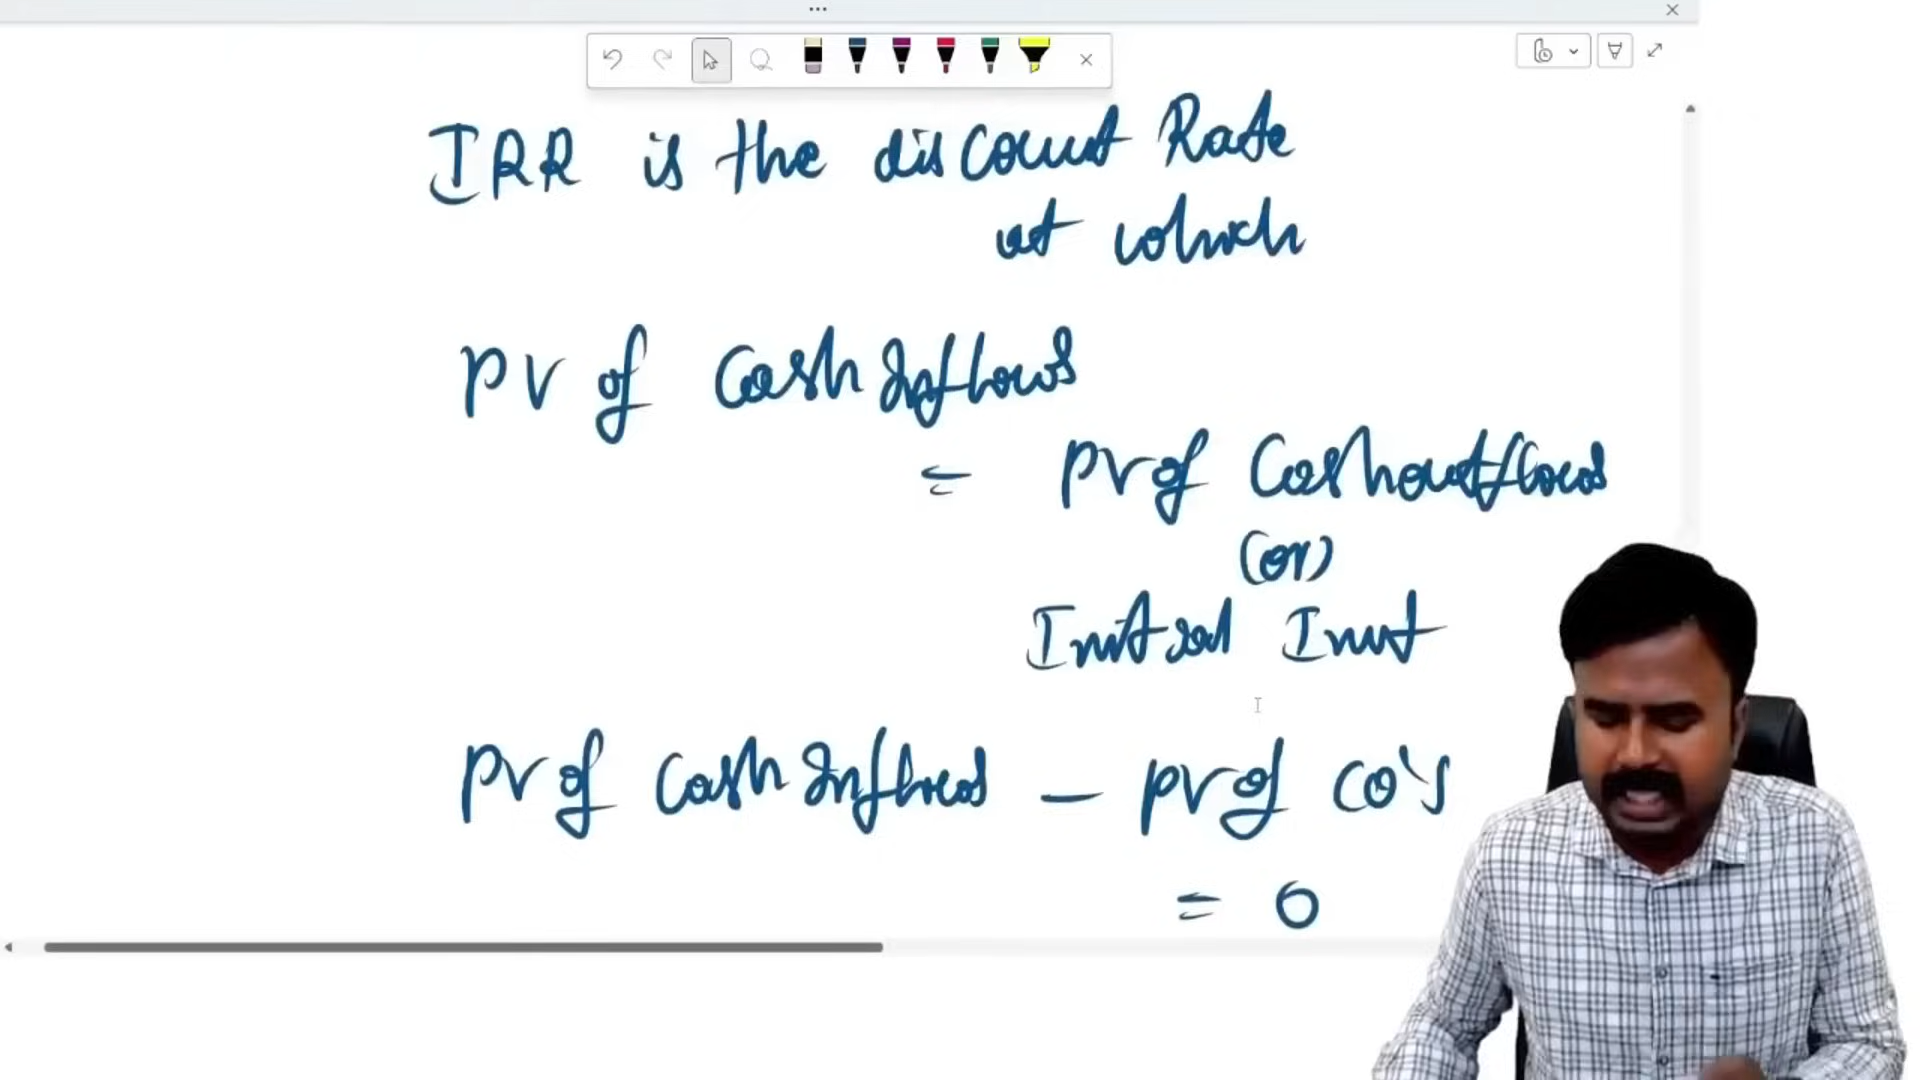 IRR is the discount Rate
at which
PV of Cash Inflows
= PV of Cash outflows
(or)
Initial Invt
PV of Cash Inflows - PV of CO's
= 0